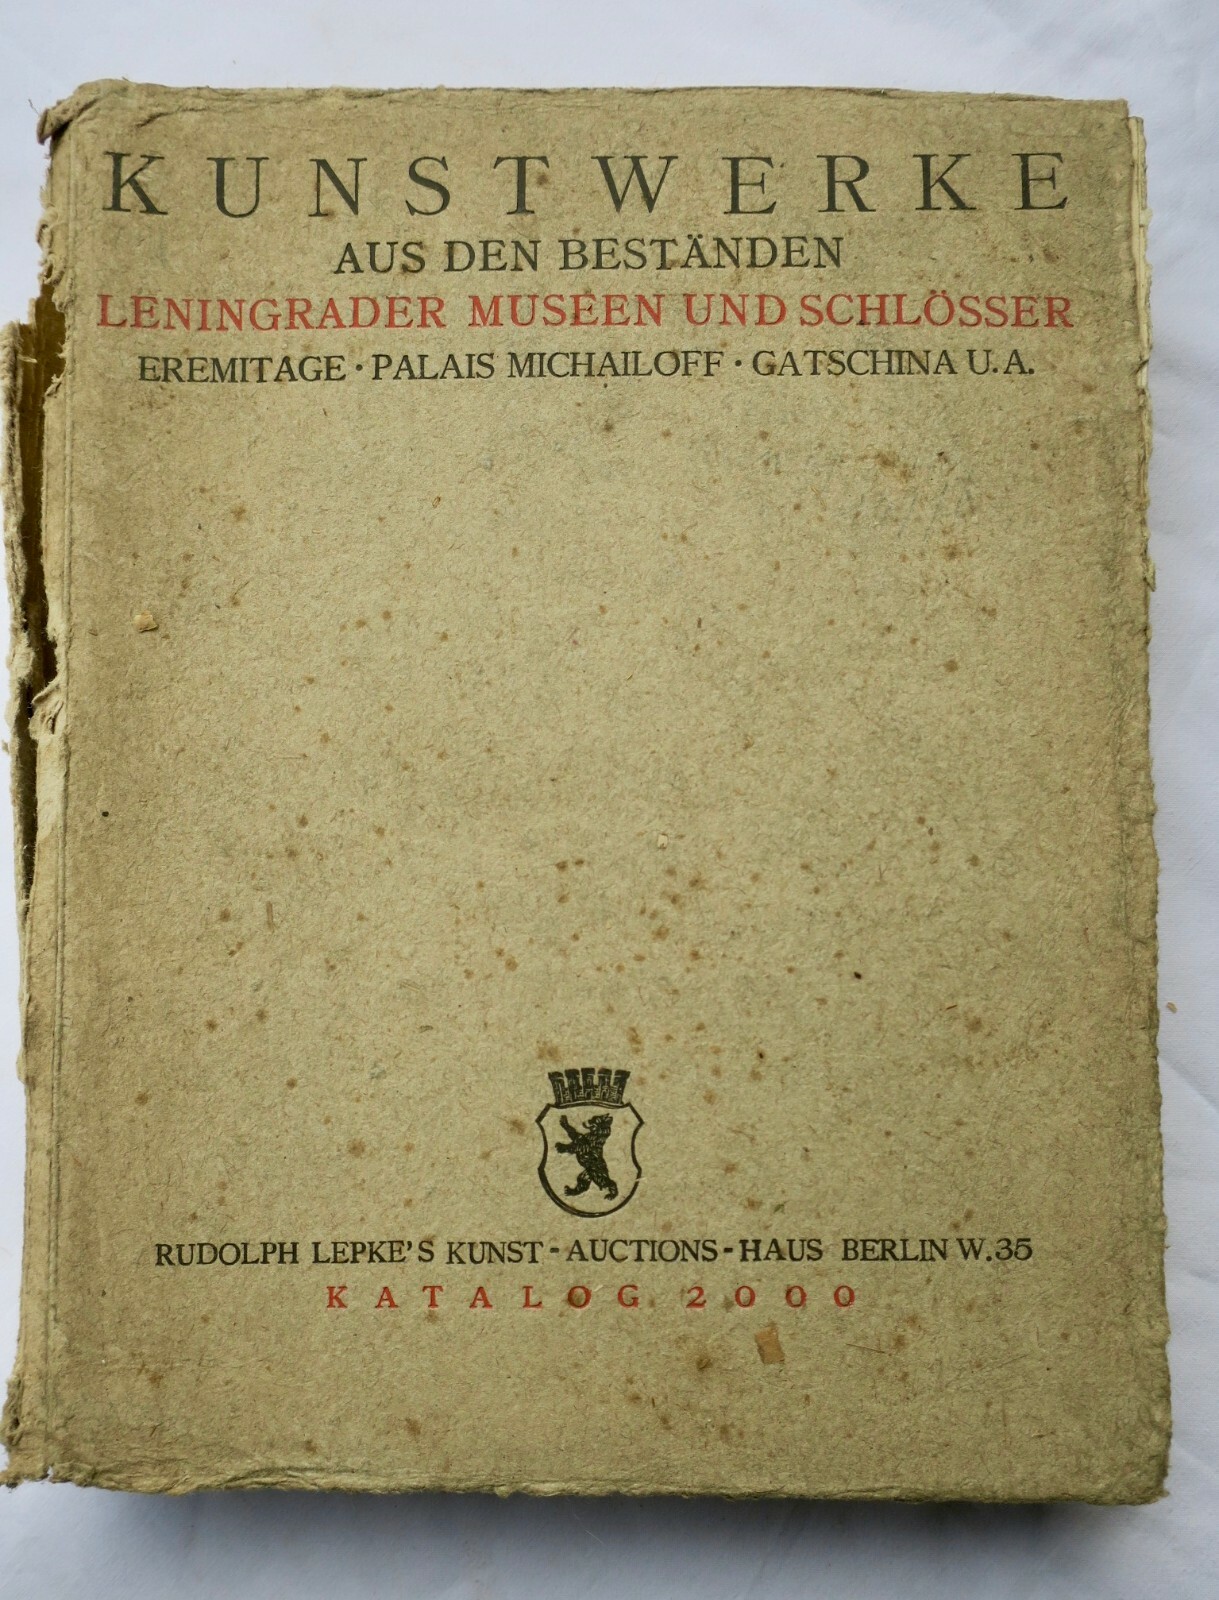 KUNSTWERKE
AUS DEN BESTÄNDEN
LENINGRADER MUSEEN UND SCHLÖSSER
EREMITAGE · PALAIS MICHAILOFF · GATSCHINA U. A.
RUDOLPH LEPKE'S KUNST-AUCTIONS-HAUS BERLIN W. 35
KATALOG 2000